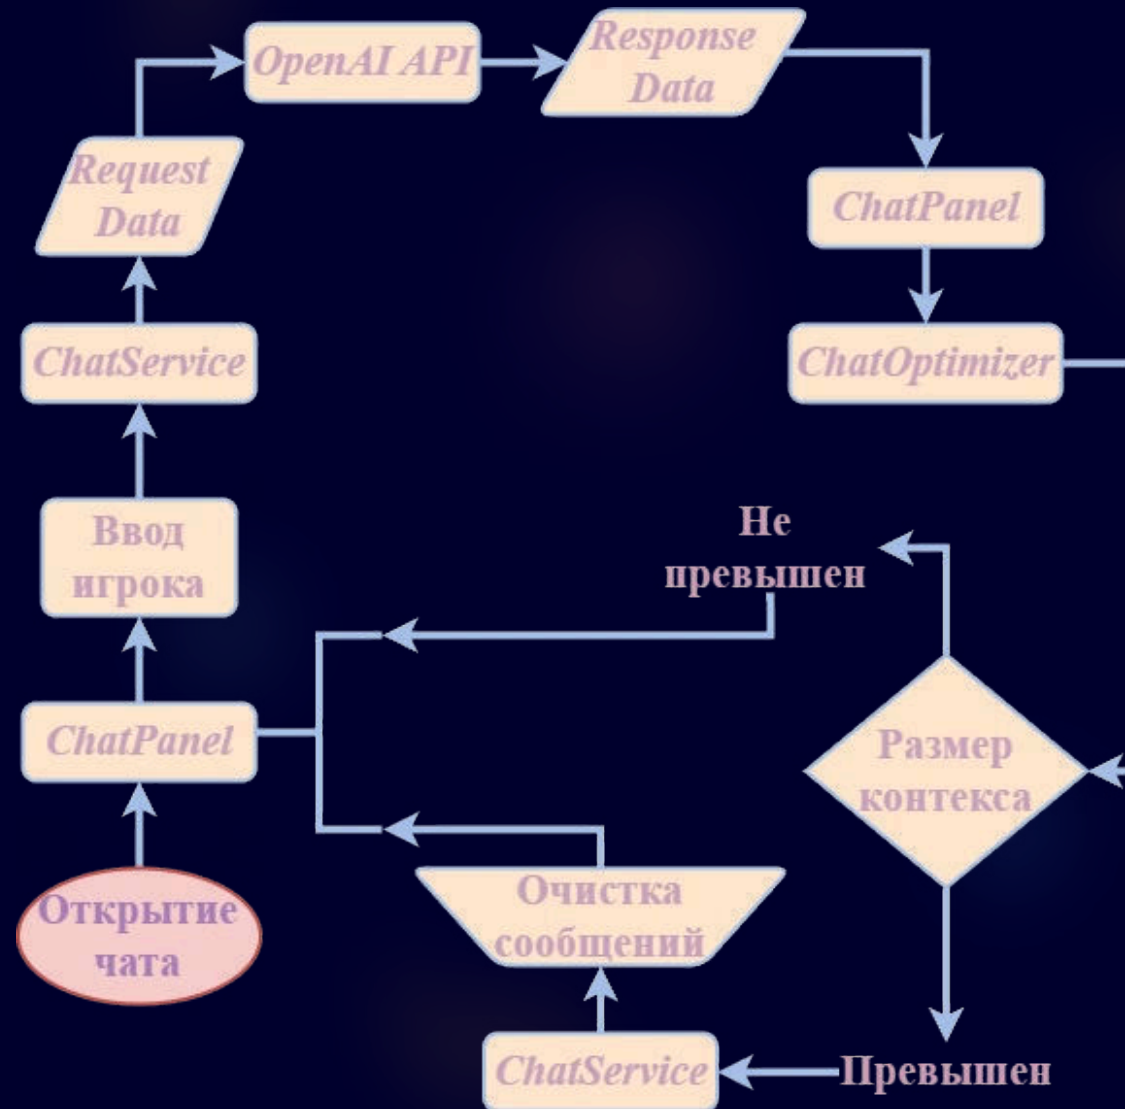 OpenAI API
Response
Data
Request
Data
ChatPanel
ChatService
ChatOptimizer
Ввод
игрока
Не
превышен
ChatPanel
Размер
контекса
Открытие
чата
Очистка
сообщений
ChatService
Превышен